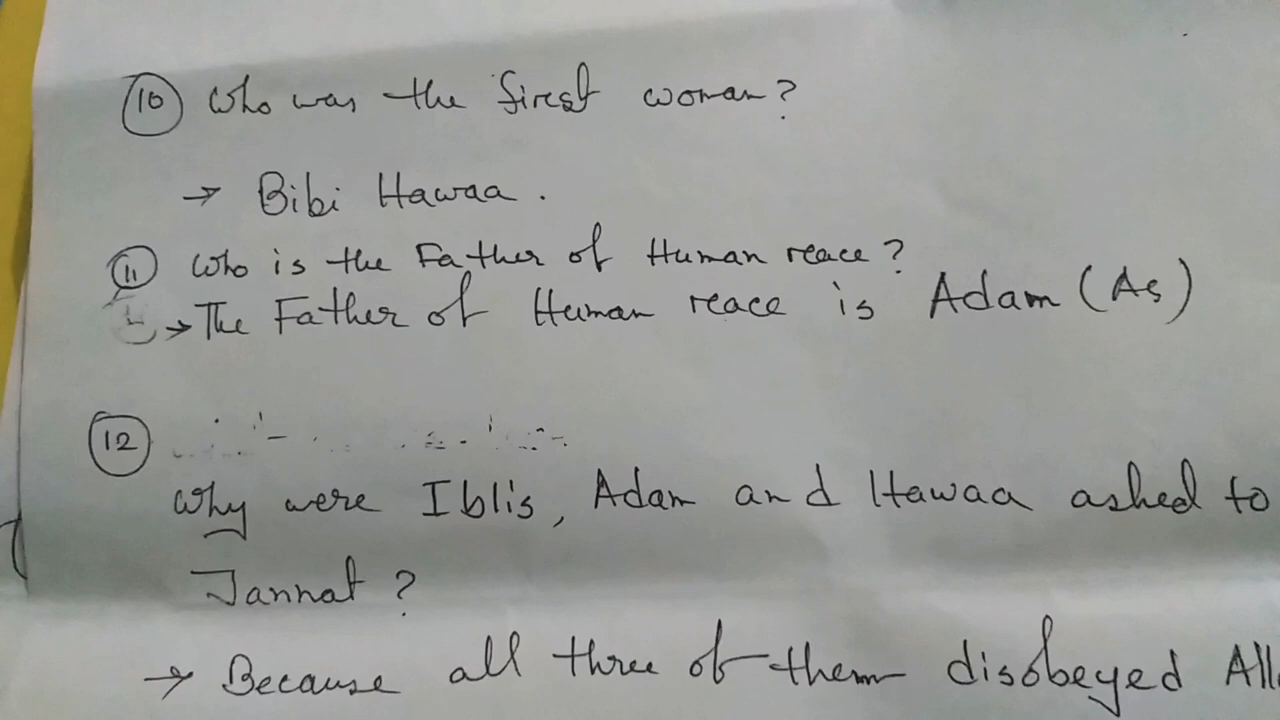 10 Who was the first woman?
→ Bibi Hawaa.
11 Who is the Father of Human reace?
→ The Father of Human reace is Adam (As)
12
Why were Iblis, Adam and Hawaa asked to
Jannat?
→ Because all three of them disobeyed All